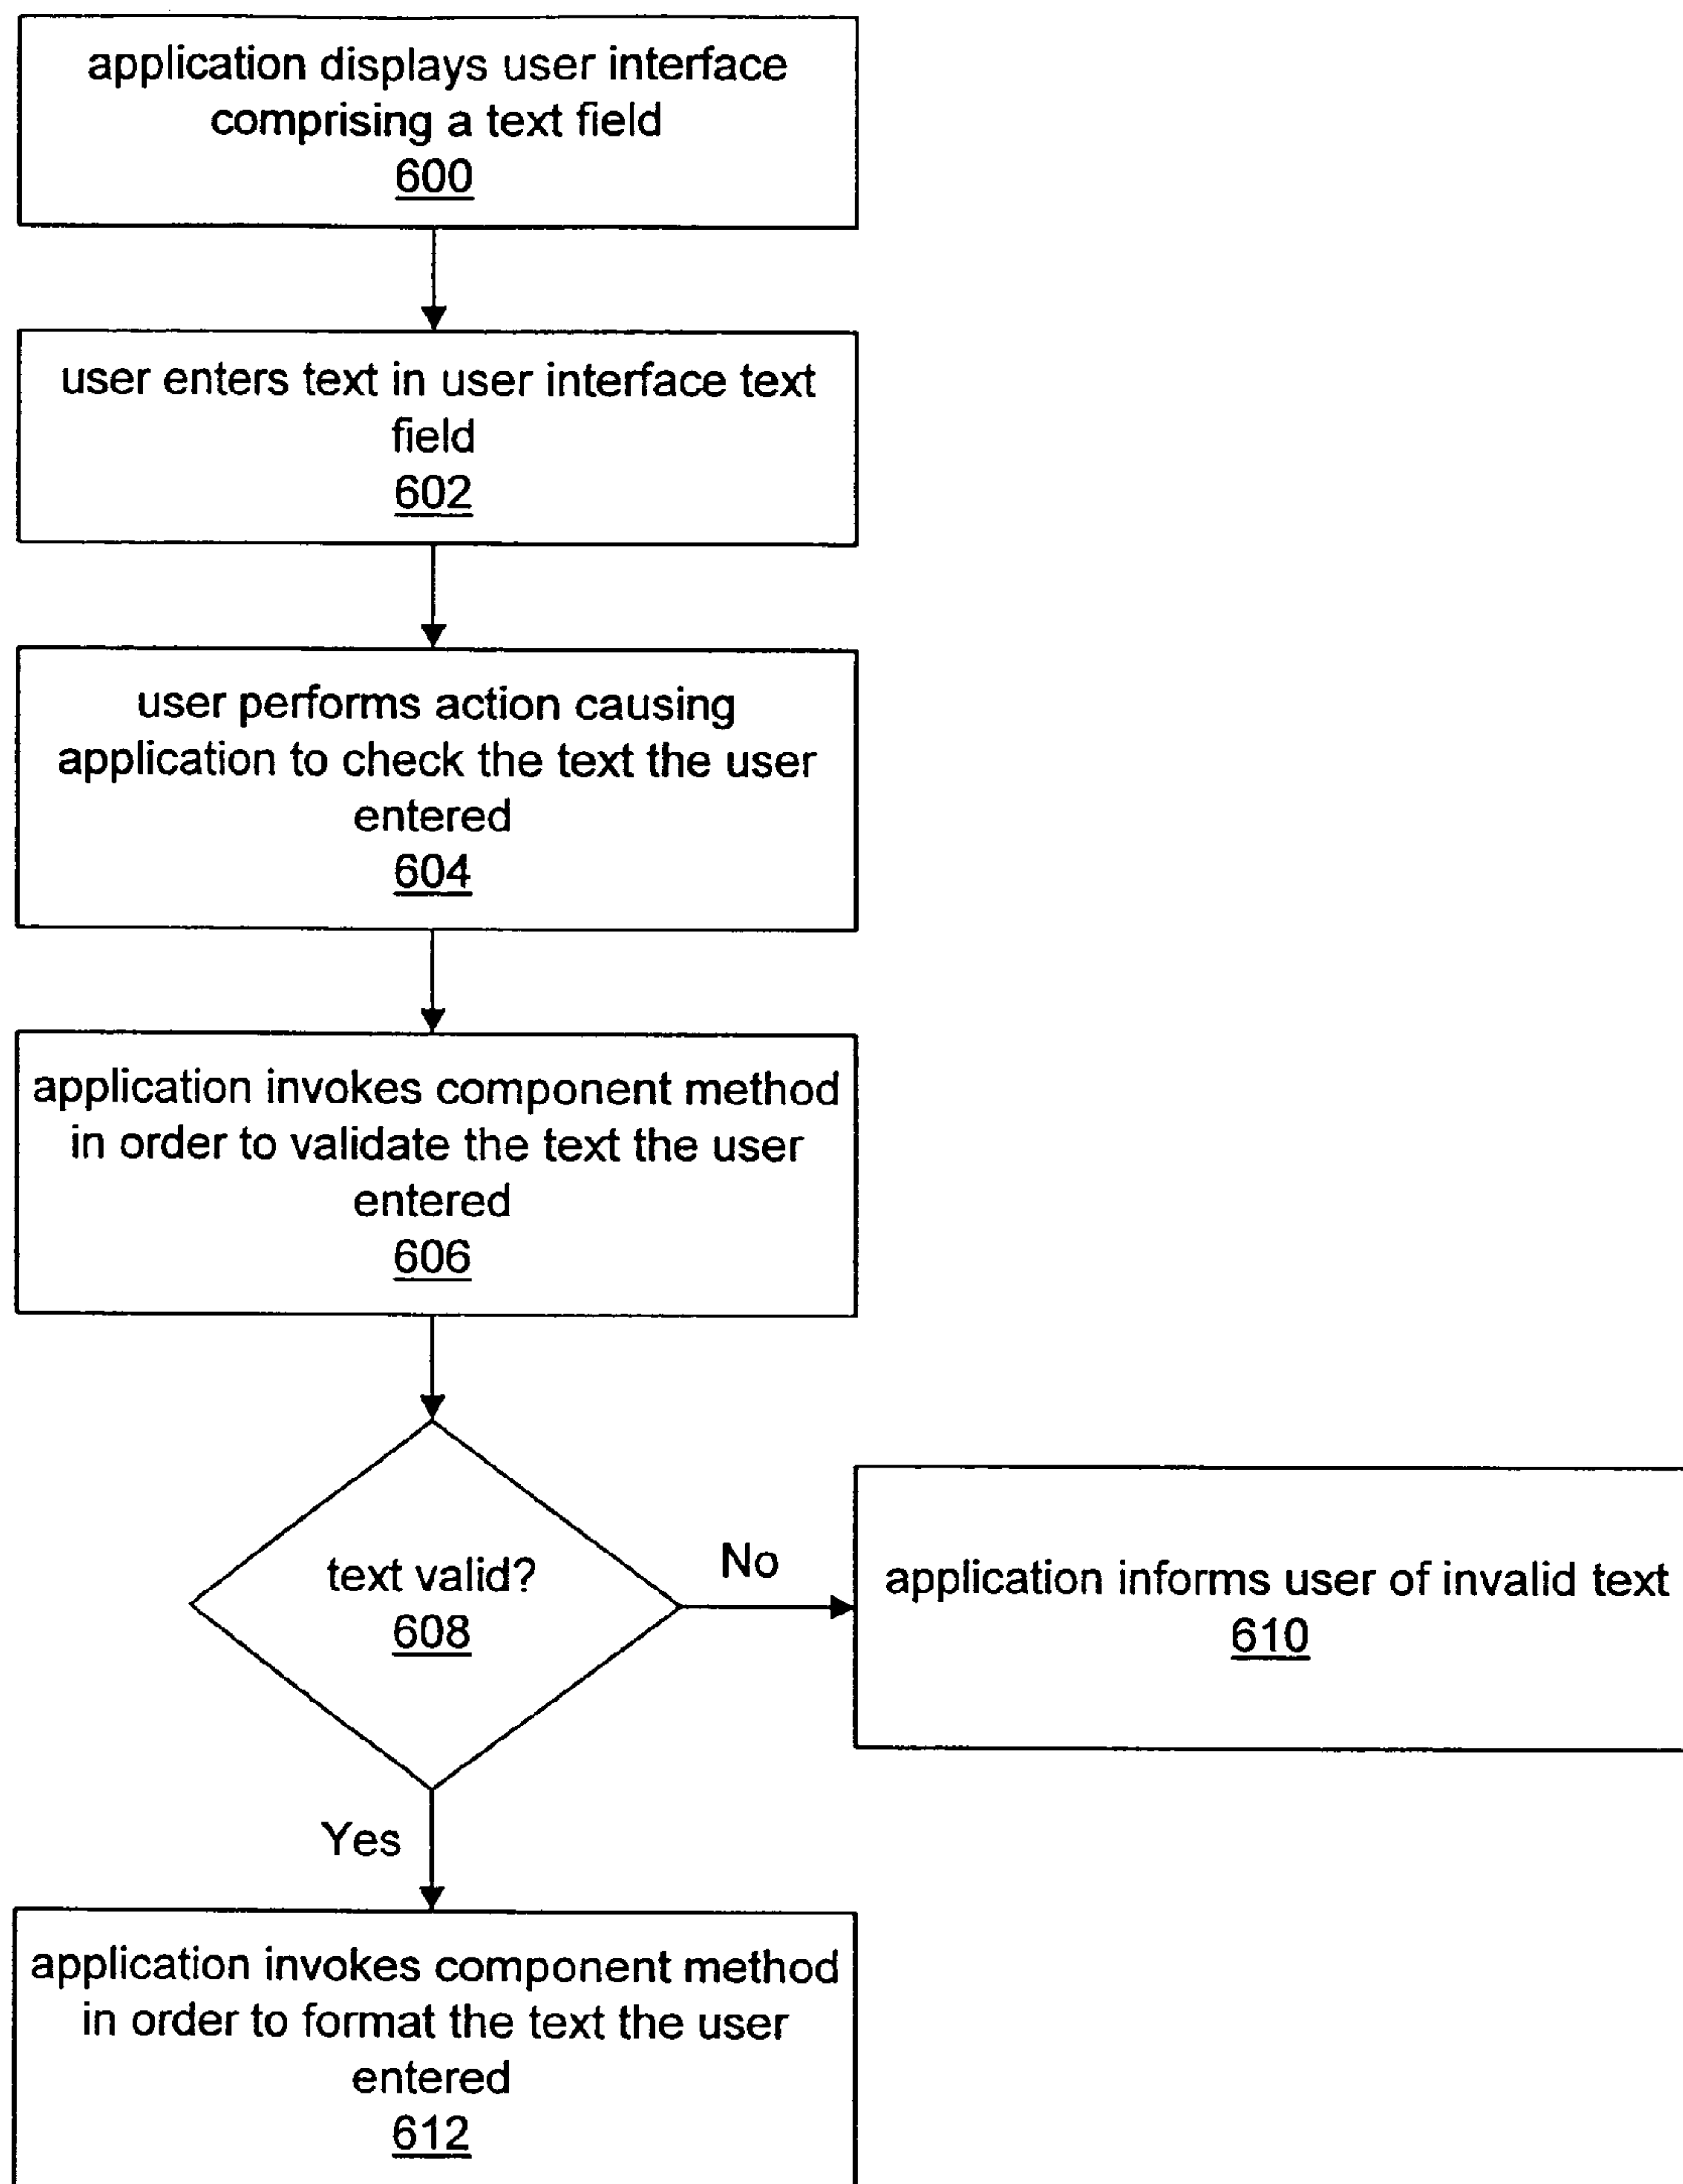 application displays user interface
comprising a text field
600
user enters text in user interface text
field
602
user performs action causing
application to check the text the user
entered
604
application invokes component method
in order to validate the text the user
entered
606
text valid?
608
No
application informs user of invalid text
610
Yes
application invokes component method
in order to format the text the user
entered
612